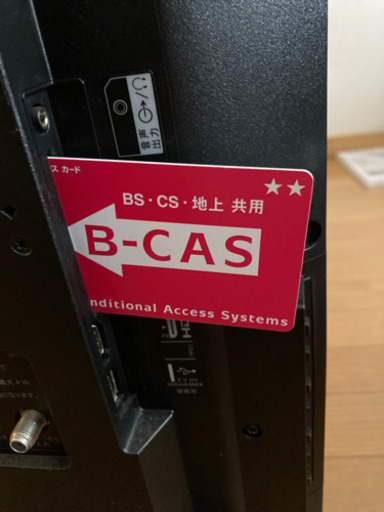 音声
出力
ス カード
★★
BS・CS・地上 共用
B-CAS
nditional Access Systems